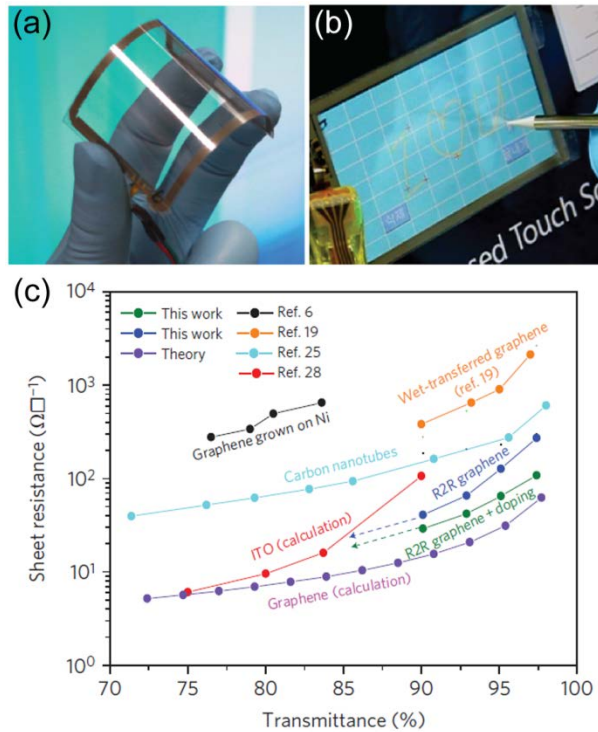 (a)
(b)
sed Touch Sc
(c)
10⁴
10³
10²
10¹
10⁰
Sheet resistance (Ω□⁻¹)
This work
This work
Theory
Ref. 6
Ref. 19
Ref. 25
Ref. 28
Wet-transferred graphene
(ref. 19)
Graphene grown on Ni
Carbon nanotubes
R2R graphene
ITO (calculation)
R2R graphene + doping
Graphene (calculation)
70 75 80 85 90 95 100
Transmittance (%)